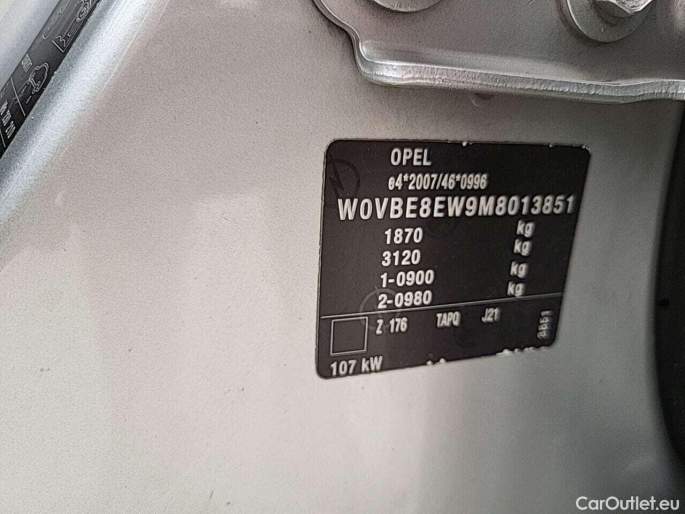 OPEL
e4*2007/46*0996
W0VBE8EW9M8013851
1870 kg
3120 kg
1-0900 kg
2-0980 kg
Z 176 TAPQ J21
107 kW
CarOutlet.eu